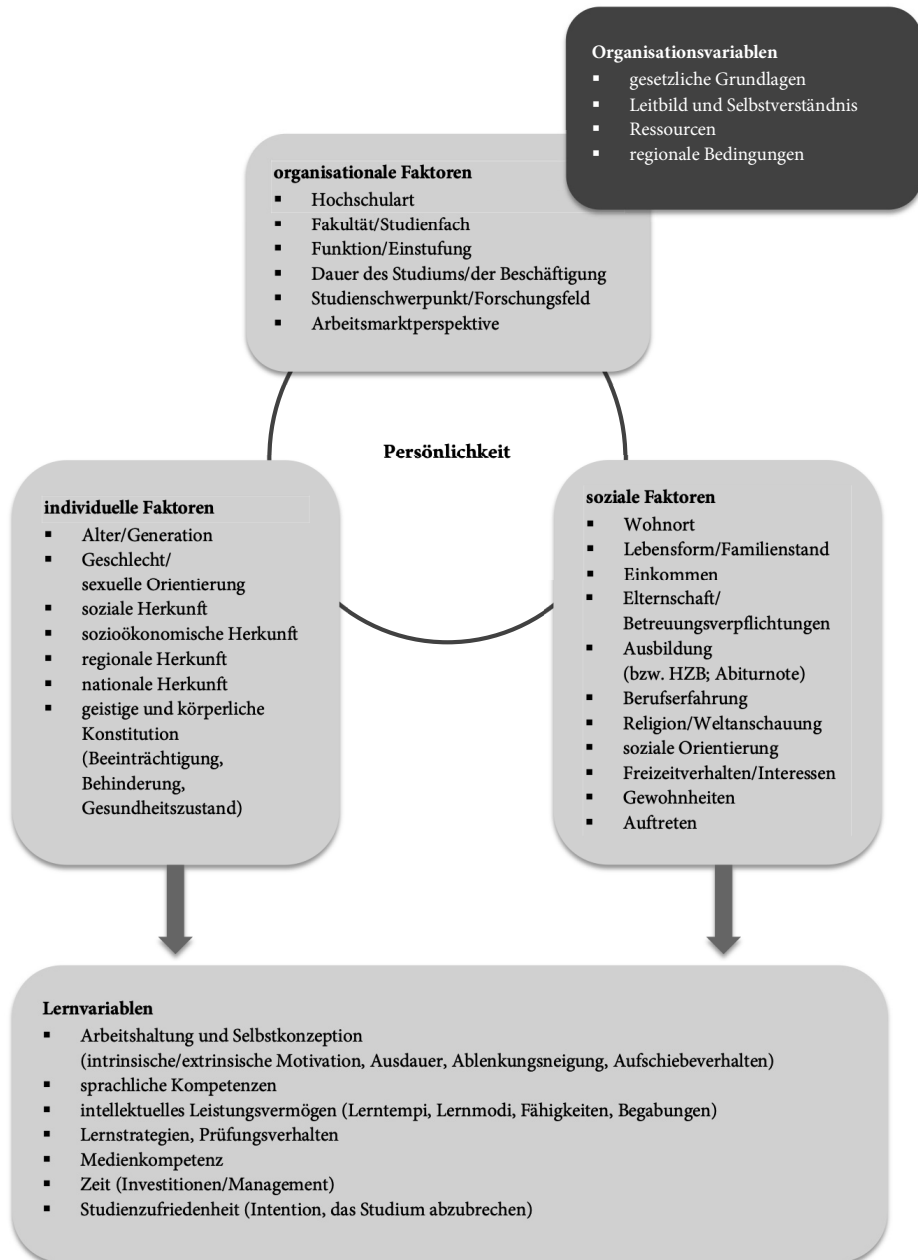 Organisationsvariablen
▪ gesetzliche Grundlagen
▪ Leitbild und Selbstverständnis
▪ Ressourcen
▪ regionale Bedingungen
organisationale Faktoren
▪ Hochschulart
▪ Fakultät/Studienfach
▪ Funktion/Einstufung
▪ Dauer des Studiums/der Beschäftigung
▪ Studienschwerpunkt/Forschungsfeld
▪ Arbeitsmarktperspektive
Persönlichkeit
individuelle Faktoren
▪ Alter/Generation
▪ Geschlecht/
sexuelle Orientierung
▪ soziale Herkunft
▪ sozioökonomische Herkunft
▪ regionale Herkunft
▪ nationale Herkunft
▪ geistige und körperliche
Konstitution
(Beeinträchtigung,
Behinderung,
Gesundheitszustand)
soziale Faktoren
▪ Wohnort
▪ Lebensform/Familienstand
▪ Einkommen
▪ Elternschaft/
Betreuungsverpflichtungen
▪ Ausbildung
(bzw. HZB; Abiturnote)
▪ Berufserfahrung
▪ Religion/Weltanschauung
▪ soziale Orientierung
▪ Freizeitverhalten/Interessen
▪ Gewohnheiten
▪ Auftreten
Lernvariablen
▪ Arbeitshaltung und Selbstkonzeption
(intrinsische/extrinsische Motivation, Ausdauer, Ablenkungsneigung, Aufschiebeverhalten)
▪ sprachliche Kompetenzen
▪ intellektuelles Leistungsvermögen (Lerntempi, Lernmodi, Fähigkeiten, Begabungen)
▪ Lernstrategien, Prüfungsverhalten
▪ Medienkompetenz
▪ Zeit (Investitionen/Management)
▪ Studienzufriedenheit (Intention, das Studium abzubrechen)